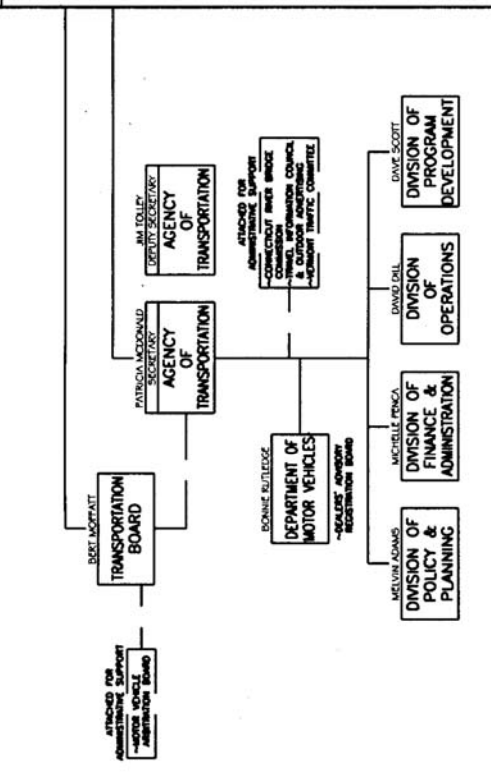 BERT MOFFATT
TRANSPORTATION
BOARD
ATTACHED FOR
ADMINISTRATIVE SUPPORT
~MOTOR VEHICLE
ARBITRATION BOARD
PATRICIA MCDONALD
SECRETARY
AGENCY
OF
TRANSPORTATION
JIM TOLLEY
DEPUTY SECRETARY
AGENCY
OF
TRANSPORTATION
ATTACHED FOR
ADMINISTRATIVE SUPPORT
~CONNECTICUT RIVER BRIDGE
COMMISSION
~TRAVEL INFORMATION COUNCIL
& OUTDOOR ADVERTISING
~VERMONT TRAFFIC COMMITTEE
BONNIE RUTLEDGE
DEPARTMENT OF
MOTOR VEHICLES
~DEALERS' ADVISORY
REGISTRATION BOARD
MELVIN ADAMS
DIVISION OF
POLICY &
PLANNING
MICHELLE PENCA
DIVISION OF
FINANCE &
ADMINISTRATION
DAVID DILL
DIVISION
OF
OPERATIONS
DAVE SCOTT
DIVISION OF
PROGRAM
DEVELOPMENT